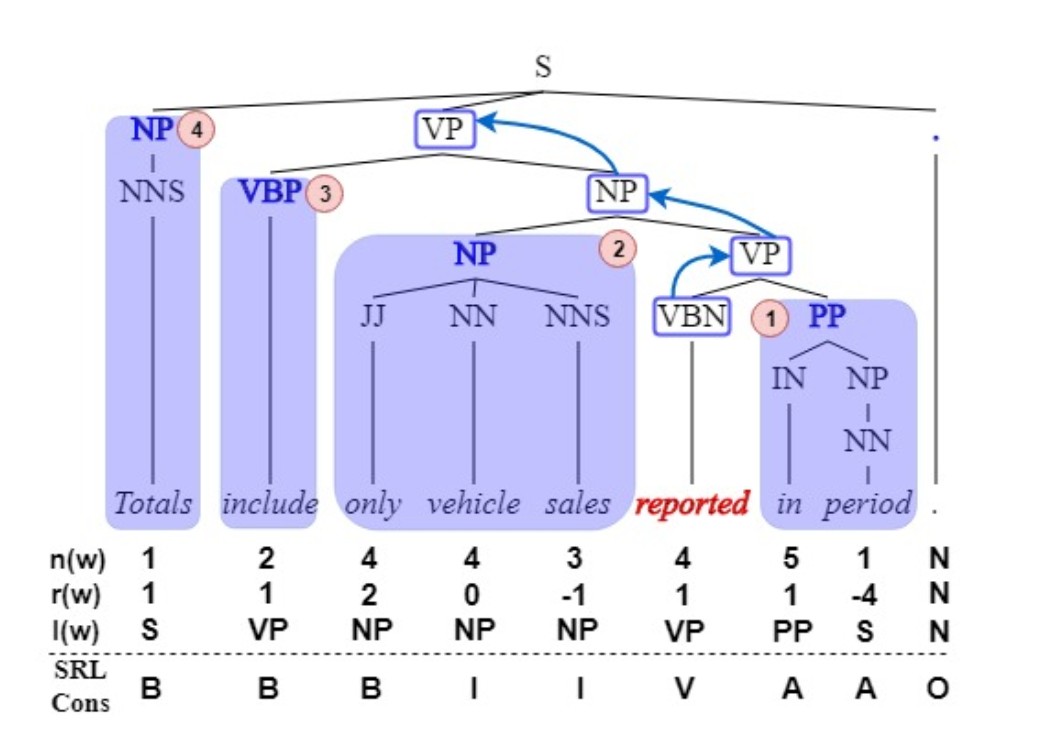 S
NP 4 VP .
NNS VBP 3 NP
NP 2 VP
JJ NN NNS VBN 1 PP
IN NP
NN
Totals include only vehicle sales reported in period .
n(w) 1 2 4 4 3 4 5 1 N
r(w) 1 1 2 0 -1 1 1 -4 N
l(w) S VP NP NP NP VP PP S N
SRL
Cons B B B I I V A A O